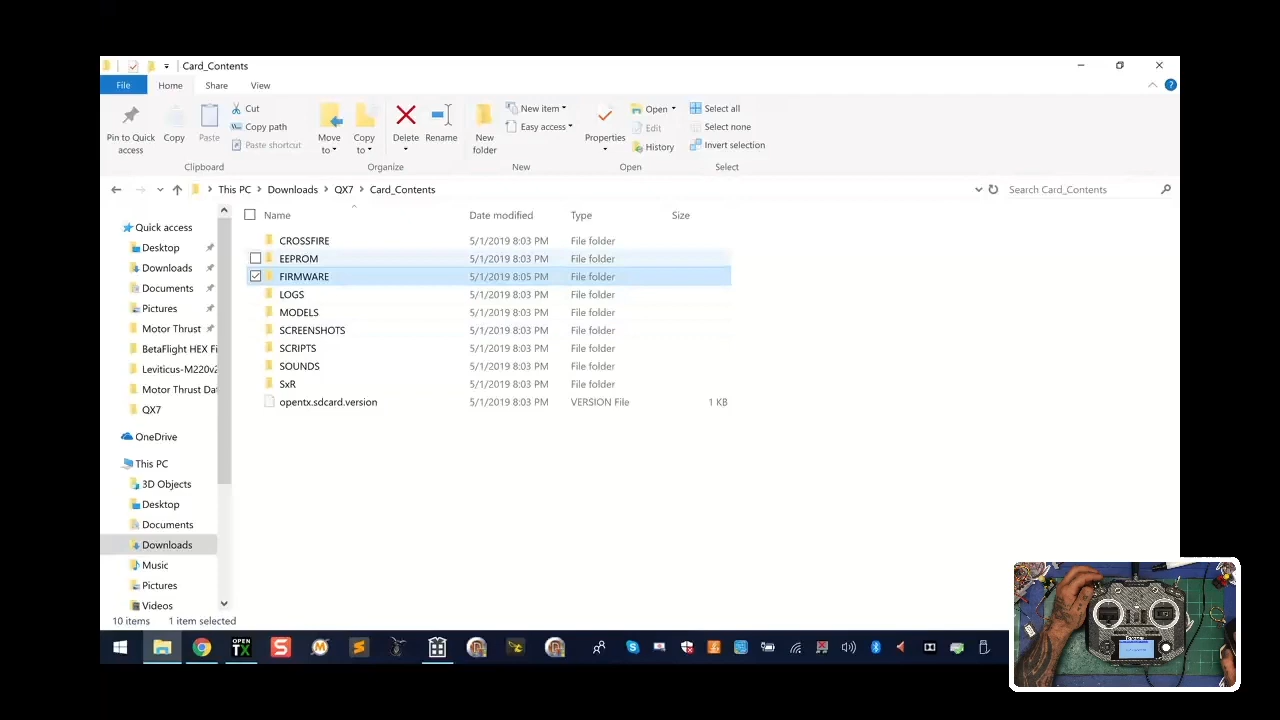 Card_Contents
File Home Share View
Pin to Quick access
Copy
Paste
Cut
Copy path
Paste shortcut
Clipboard
Move to
Copy to
Delete
Rename
Organize
New folder
New item
Easy access
New
Properties
Open
Edit
History
Open
Select all
Select none
Invert selection
Select
This PC > Downloads > QX7 > Card_Contents
Search Card_Contents
Name Date modified Type Size
CROSSFIRE 5/1/2019 8:03 PM File folder
EEPROM 5/1/2019 8:03 PM File folder
FIRMWARE 5/1/2019 8:05 PM File folder
LOGS 5/1/2019 8:03 PM File folder
MODELS 5/1/2019 8:03 PM File folder
SCREENSHOTS 5/1/2019 8:03 PM File folder
SCRIPTS 5/1/2019 8:03 PM File folder
SOUNDS 5/1/2019 8:03 PM File folder
SxR 5/1/2019 8:03 PM File folder
opentx.sdcard.version 5/1/2019 8:03 PM VERSION File 1 KB
Quick access
Desktop
Downloads
Documents
Pictures
Motor Thrust
BetaFlight HEX Fi
Leviticus-M220v2
Motor Thrust Da
QX7
OneDrive
This PC
3D Objects
Desktop
Documents
Downloads
Music
Pictures
Videos
10 items 1 item selected
OPEN
TX